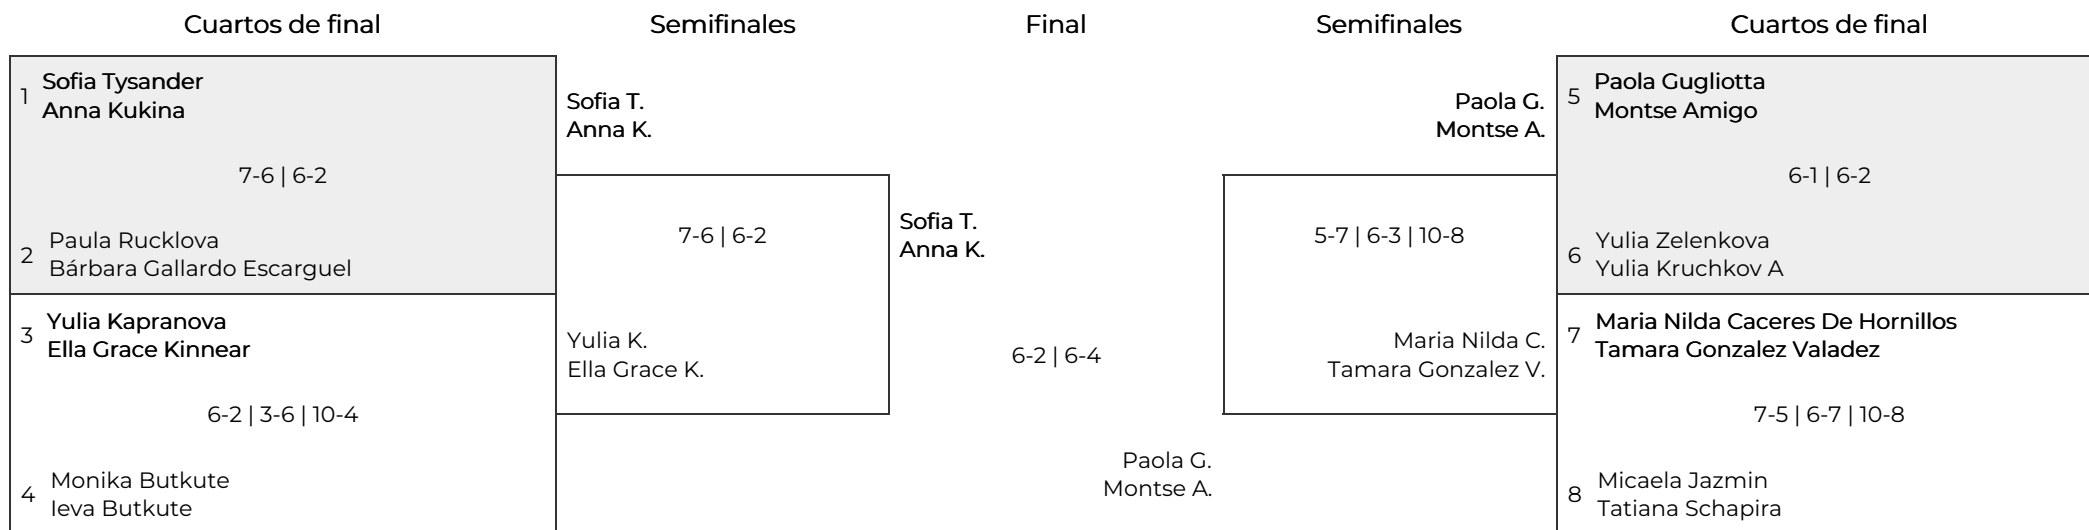 Cuartos de final
Semifinales
Final
Semifinales
Cuartos de final
1
Sofia Tysander
Anna Kukina
7-6 | 6-2
2
Paula Rucklova
Bárbara Gallardo Escarguel
3
Yulia Kapranova
Ella Grace Kinnear
6-2 | 3-6 | 10-4
4
Monika Butkute
Ieva Butkute
Sofia T.
Anna K.
7-6 | 6-2
Yulia K.
Ella Grace K.
Sofia T.
Anna K.
6-2 | 6-4
Paola G.
Montse A.
Paola G.
Montse A.
5-7 | 6-3 | 10-8
Maria Nilda C.
Tamara Gonzalez V.
5
Paola Gugliotta
Montse Amigo
6-1 | 6-2
6
Yulia Zelenkova
Yulia Kruchkov A
7
Maria Nilda Caceres De Hornillos
Tamara Gonzalez Valadez
7-5 | 6-7 | 10-8
8
Micaela Jazmin
Tatiana Schapira